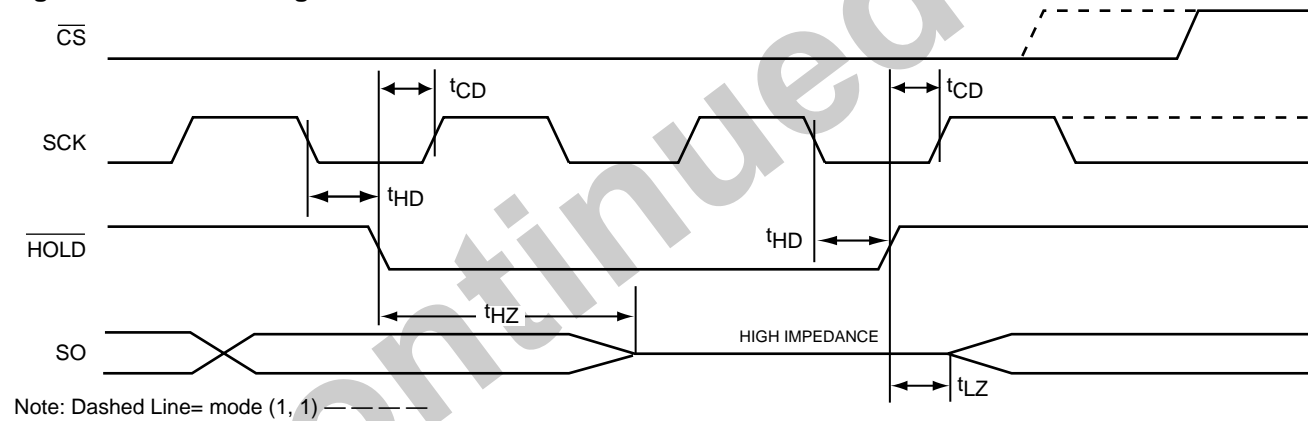 CS
tCD
tCD
SCK
tHD
HOLD
tHD
tHZ
HIGH IMPEDANCE
SO
tLZ
Note: Dashed Line= mode (1, 1) — — — —